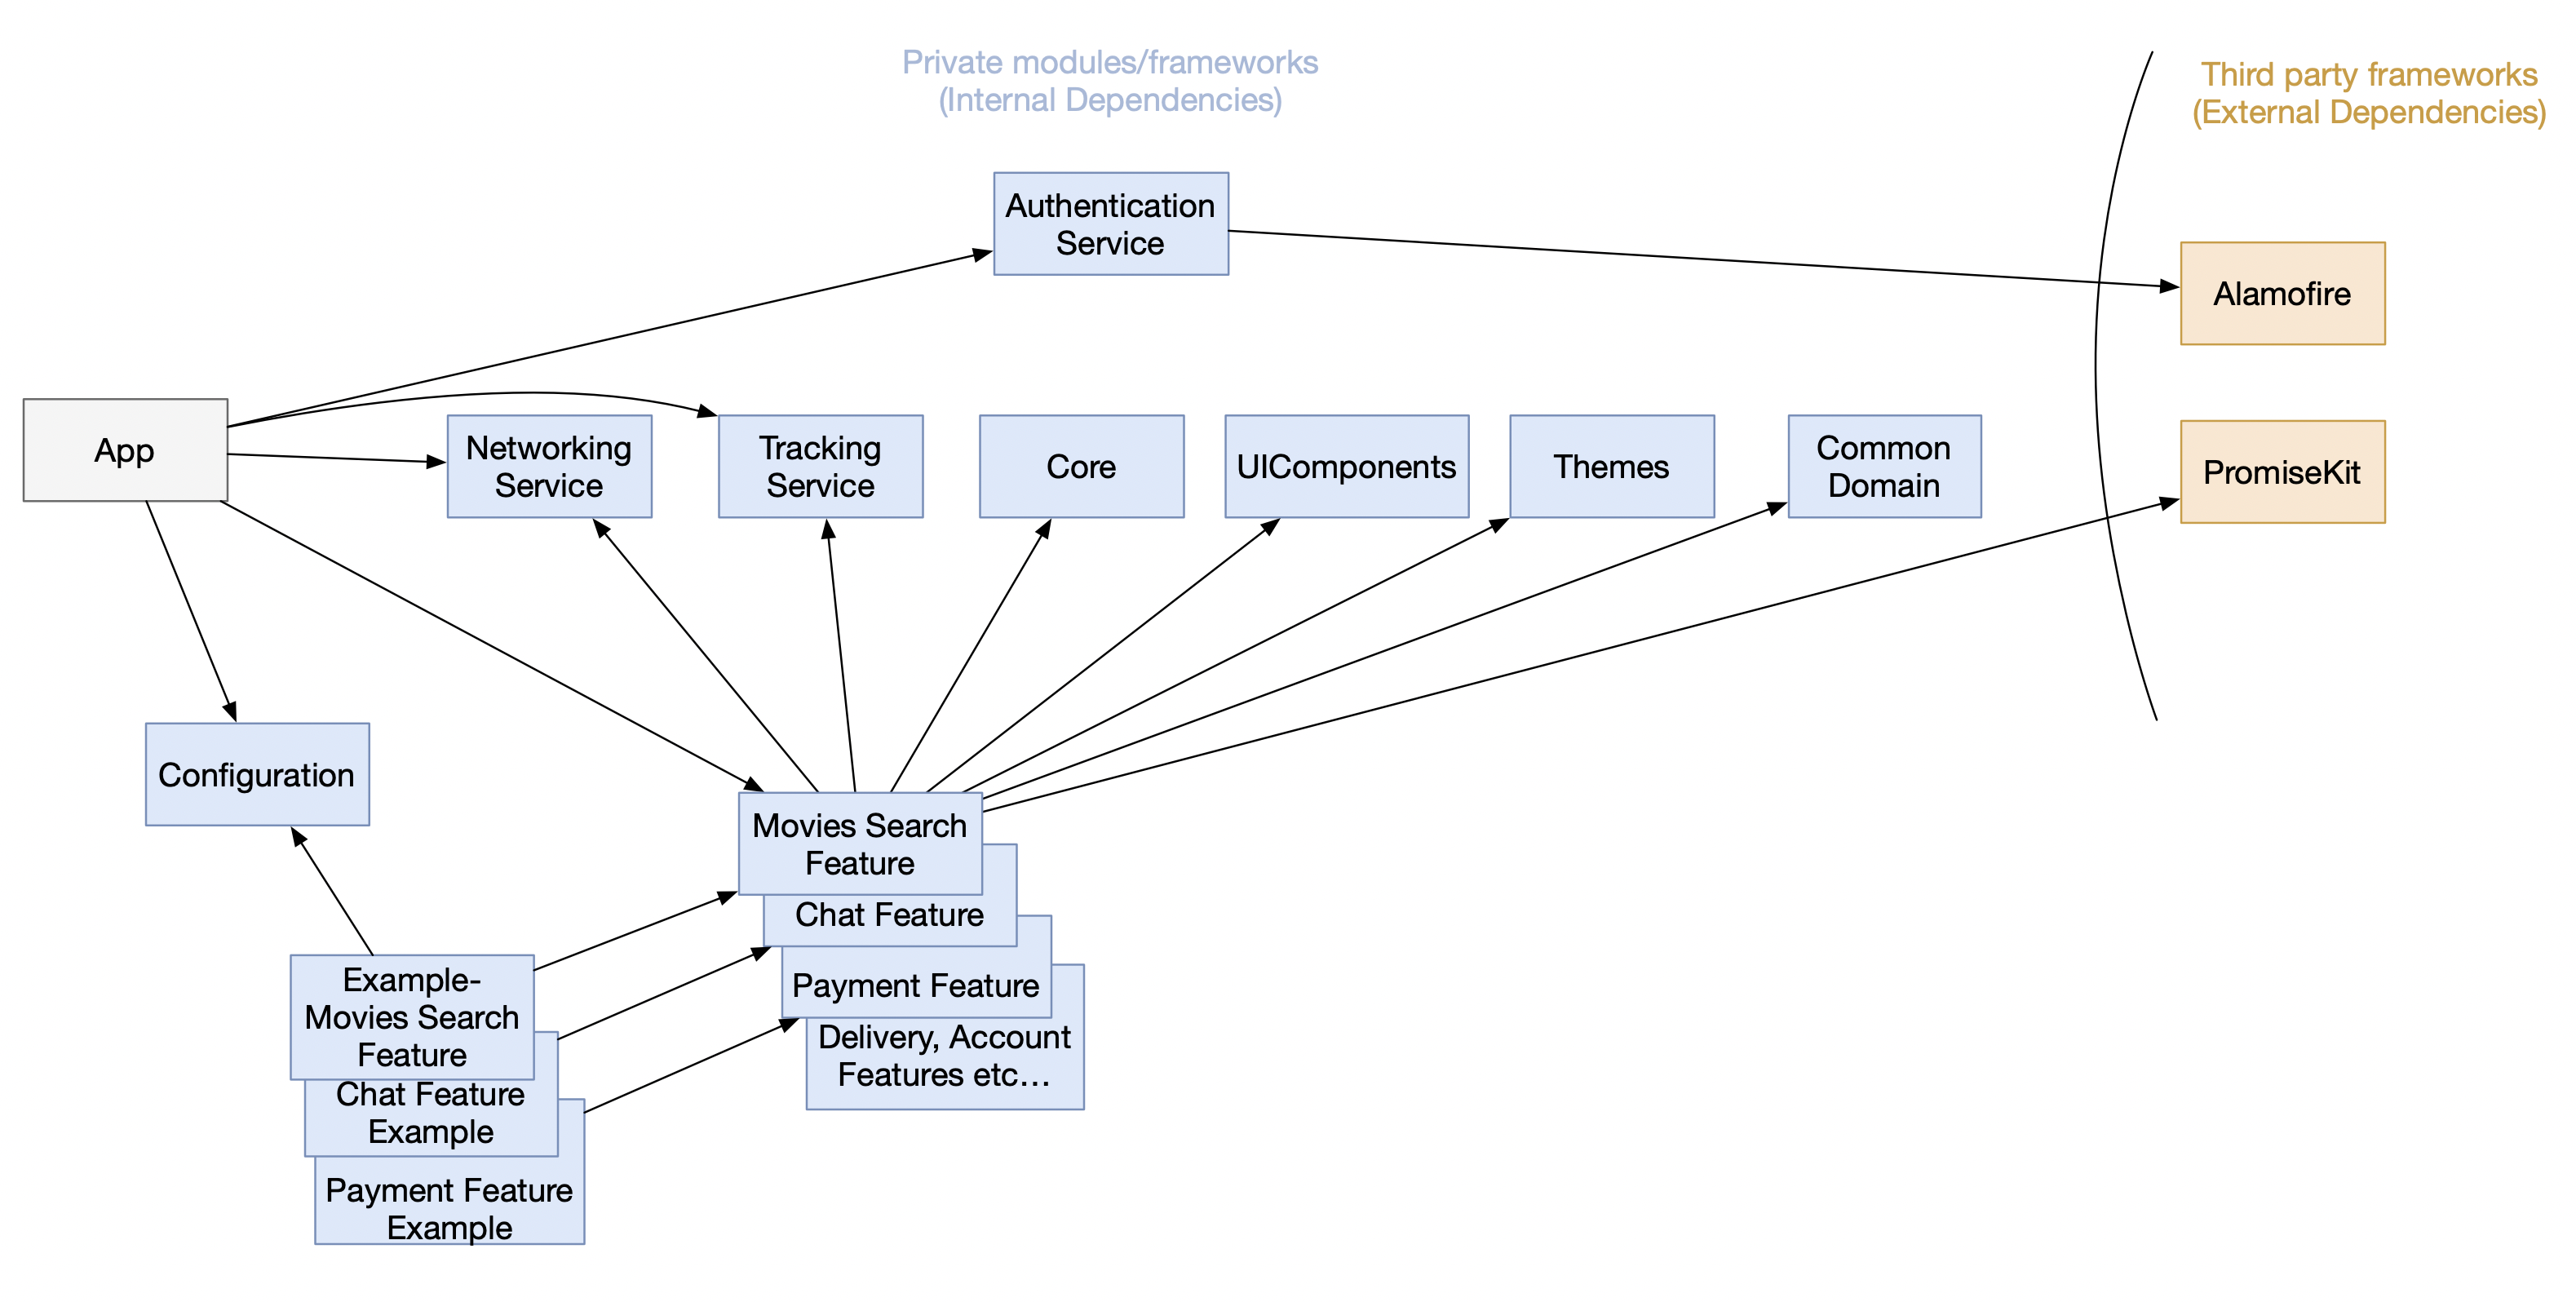 Private modules/frameworks
(Internal Dependencies)
Third party frameworks
(External Dependencies)
Authentication
Service
Alamofire
App
Networking
Service
Tracking
Service
Core
UIComponents
Themes
Common
Domain
PromiseKit
Configuration
Movies Search
Feature
Chat Feature
Payment Feature
Delivery, Account
Features etc...
Example-
Movies Search
Feature
Chat Feature
Example
Payment Feature
Example